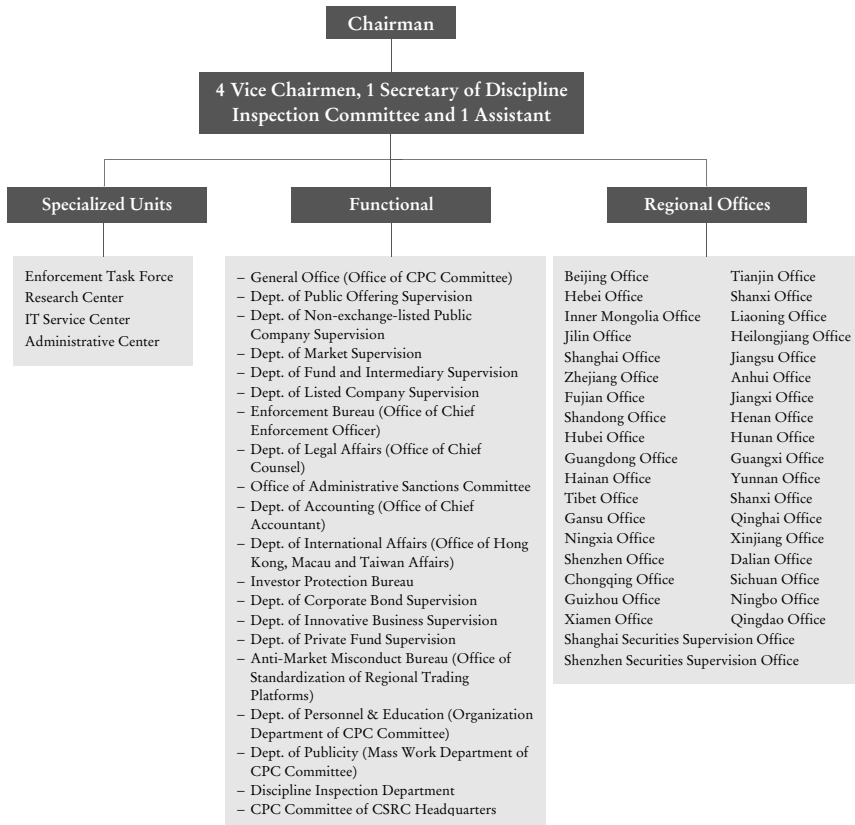 Chairman
4 Vice Chairmen, 1 Secretary of Discipline
Inspection Committee and 1 Assistant
Specialized Units
Enforcement Task Force
Research Center
IT Service Center
Administrative Center
Functional
– General Office (Office of CPC Committee)
– Dept. of Public Offering Supervision
– Dept. of Non-exchange-listed Public
Company Supervision
– Dept. of Market Supervision
– Dept. of Fund and Intermediary Supervision
– Dept. of Listed Company Supervision
– Enforcement Bureau (Office of Chief
Enforcement Officer)
– Dept. of Legal Affairs (Office of Chief
Counsel)
– Office of Administrative Sanctions Committee
– Dept. of Accounting (Office of Chief
Accountant)
– Dept. of International Affairs (Office of Hong
Kong, Macau and Taiwan Affairs)
– Investor Protection Bureau
– Dept. of Corporate Bond Supervision
– Dept. of Innovative Business Supervision
– Dept. of Private Fund Supervision
– Anti-Market Misconduct Bureau (Office of
Standardization of Regional Trading
Platforms)
– Dept. of Personnel & Education (Organization
Department of CPC Committee)
– Dept. of Publicity (Mass Work Department of
CPC Committee)
– Discipline Inspection Department
– CPC Committee of CSRC Headquarters
Regional Offices
Beijing Office Tianjin Office
Hebei Office Shanxi Office
Inner Mongolia Office Liaoning Office
Jilin Office Heilongjiang Office
Shanghai Office Jiangsu Office
Zhejiang Office Anhui Office
Fujian Office Jiangxi Office
Shandong Office Henan Office
Hubei Office Hunan Office
Guangdong Office Guangxi Office
Hainan Office Yunnan Office
Tibet Office Shanxi Office
Gansu Office Qinghai Office
Ningxia Office Xinjiang Office
Shenzhen Office Dalian Office
Chongqing Office Sichuan Office
Guizhou Office Ningbo Office
Xiamen Office Qingdao Office
Shanghai Securities Supervision Office
Shenzhen Securities Supervision Office